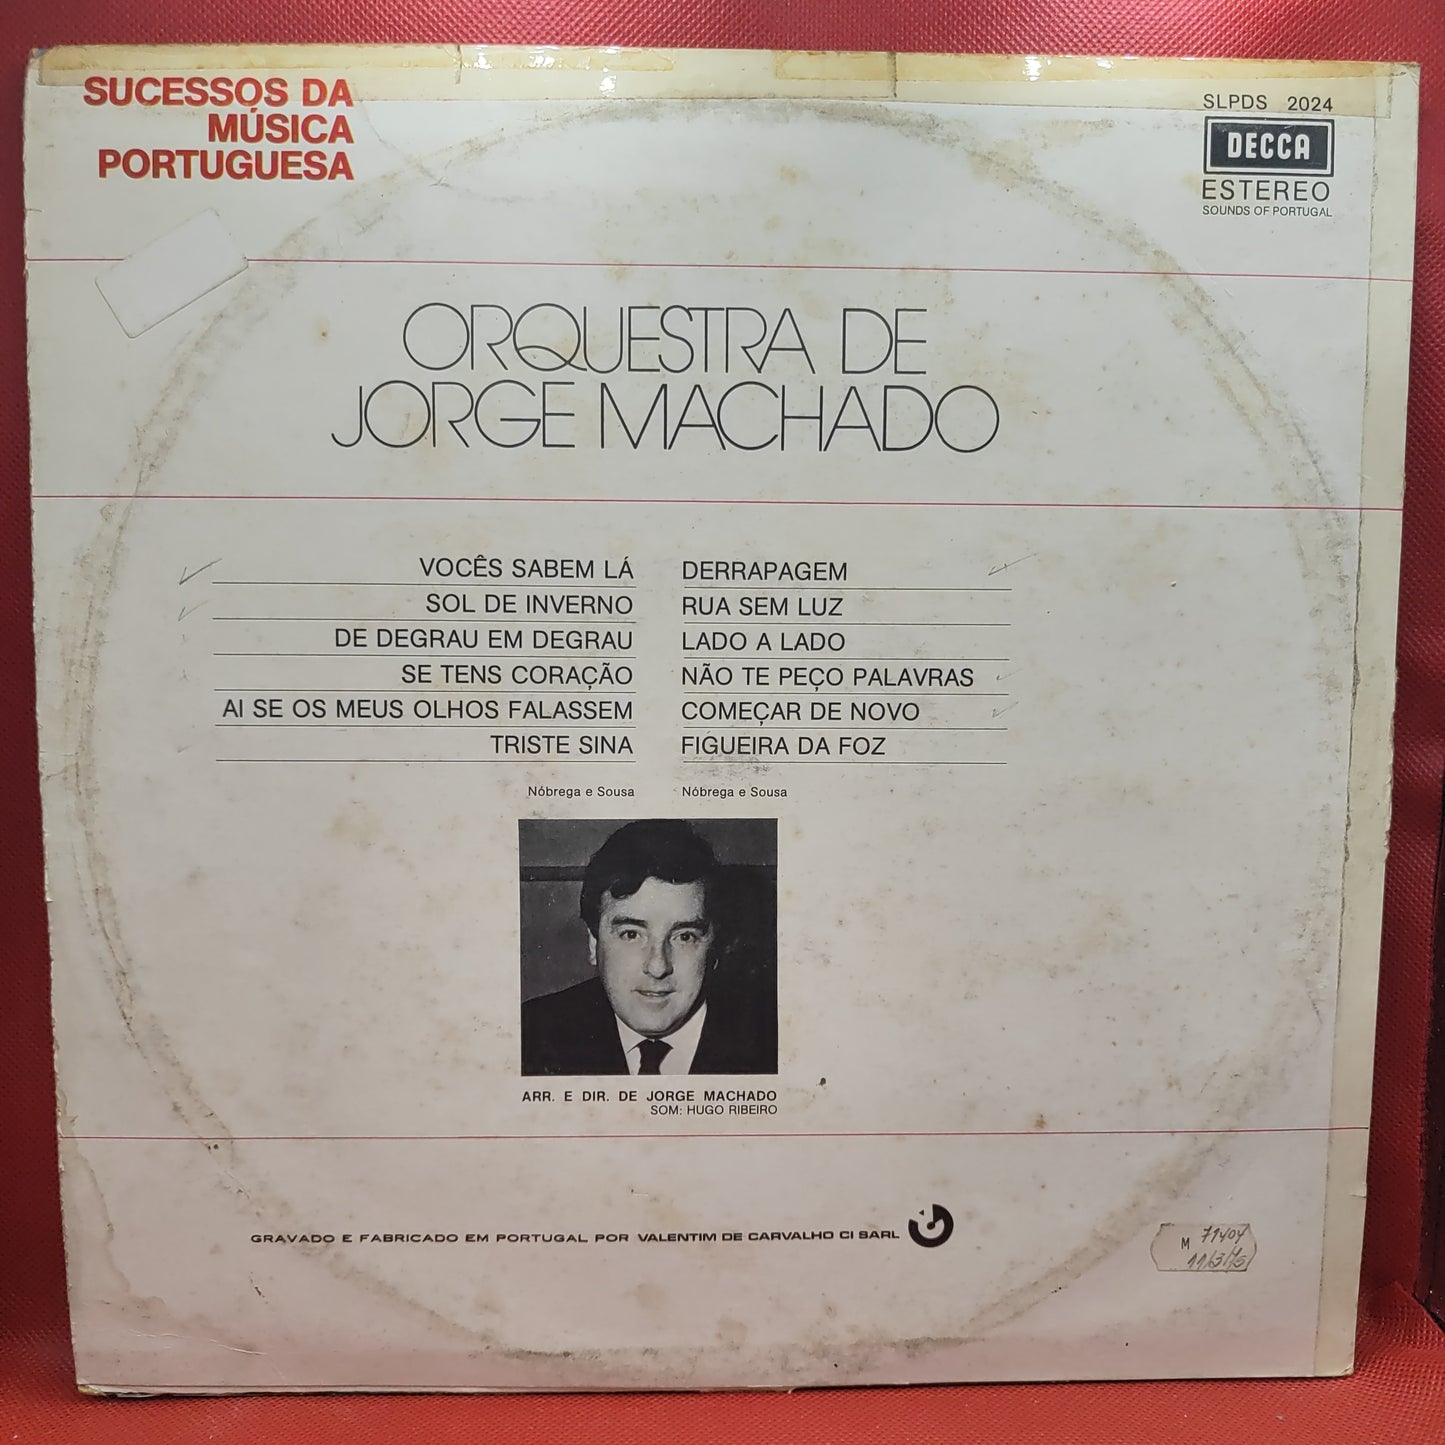 SUCESSOS DA
MÚSICA
PORTUGUESA
SLPDS 2024
DECCA
ESTEREO
SOUNDS OF PORTUGAL
ORQUESTRA DE
JORGE MACHADO
VOCÊS SABEM LÁ
SOL DE INVERNO
DE DEGRAU EM DEGRAU
SE TENS CORAÇÃO
AI SE OS MEUS OLHOS FALASSEM
TRISTE SINA
Nóbrega e Sousa
DERRAPAGEM
RUA SEM LUZ
LADO A LADO
NÃO TE PEÇO PALAVRAS
COMEÇAR DE NOVO
FIGUEIRA DA FOZ
Nóbrega e Sousa
ARR. E DIR. DE JORGE MACHADO
SOM: HUGO RIBEIRO
GRAVADO E FABRICADO EM PORTUGAL POR VALENTIM DE CARVALHO CI SARL
M 71404
11/3/75